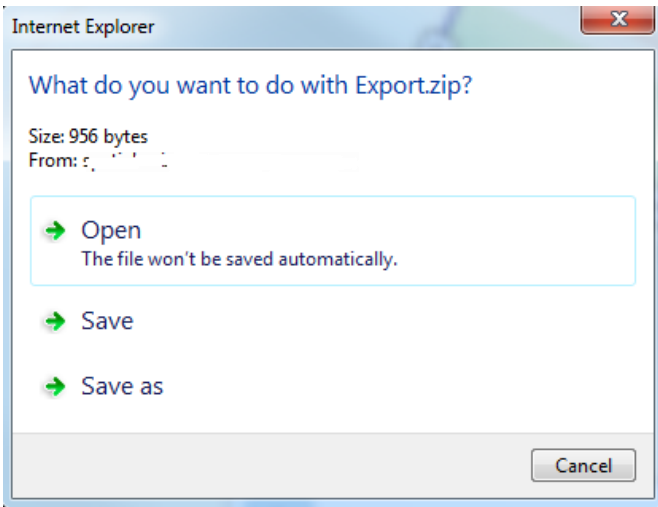 Internet Explorer
What do you want to do with Export.zip?
Size: 956 bytes
From:
Open
The file won't be saved automatically.
Save
Save as
Cancel